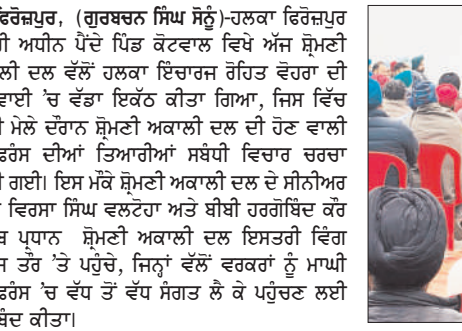 ਫਿਰੋਜ਼ਪੁਰ, (ਗੁਰਬਚਨ ਸਿੰਘ ਸੋਨੂੰ)-ਹਲਕਾ ਫਿਰੋਜ਼ਪੁਰ
ਅਧੀਨ ਪੈਂਦੇ ਪਿੰਡ ਕੋਟਵਾਲ ਵਿਖੇ ਅੱਜ ਸ਼੍ਰੋਮਣੀ
ਦਲ ਵੱਲੋਂ ਹਲਕਾ ਇੰਚਾਰਜ ਰੋਹਿਤ ਵੋਹਰਾ ਦੀ
’ਚ ਵੱਡਾ ਇਕੱਠ ਕੀਤਾ ਗਿਆ, ਜਿਸ ਵਿੱਚ
ਮੇਲੇ ਦੌਰਾਨ ਸ਼੍ਰੋਮਣੀ ਅਕਾਲੀ ਦਲ ਦੀ ਹੋਣ ਵਾਲੀ
ਦੀਆਂ ਤਿਆਰੀਆਂ ਸਬੰਧੀ ਵਿਚਾਰ ਚਰਚਾ
ਗਈ। ਇਸ ਮੌਕੇ ਸ਼੍ਰੋਮਣੀ ਅਕਾਲੀ ਦਲ ਦੇ ਸੀਨੀਅਰ
ਵਿਰਸਾ ਸਿੰਘ ਵਲਟੋਹਾ ਅਤੇ ਬੀਬੀ ਹਰਗੋਬਿੰਦ ਕੌਰ
ਪ੍ਰਧਾਨ ਸ਼੍ਰੋਮਣੀ ਅਕਾਲੀ ਦਲ ਇਸਤਰੀ ਵਿੰਗ
ਤੌਰ ’ਤੇ ਪਹੁੰਚੇ, ਜਿਨ੍ਹਾਂ ਵੱਲੋਂ ਵਰਕਰਾਂ ਨੂੰ ਮਾਘੀ
’ਚ ਵੱਧ ਤੋਂ ਵੱਧ ਸੰਗਤ ਲੈ ਕੇ ਪਹੁੰਚਣ ਲਈ
ਕੀਤਾ।